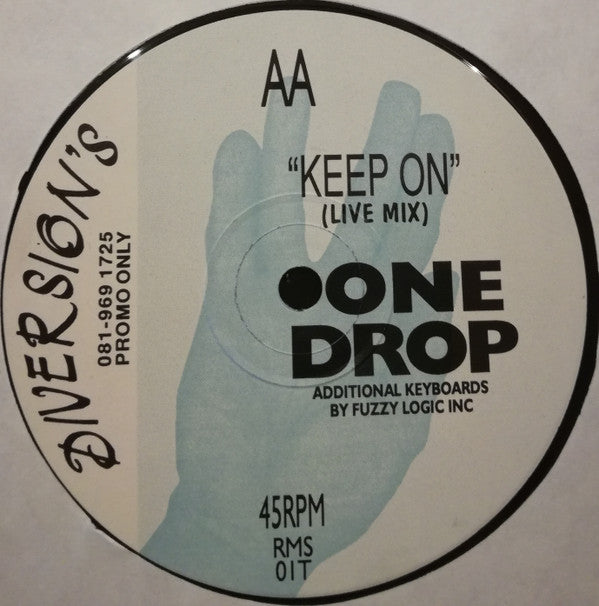 DIVERSION'S
081-969 1725
PROMO ONLY
AA
"KEEP ON"
(LIVE MIX)
ONE
DROP
ADDITIONAL KEYBOARDS
BY FUZZY LOGIC INC
45RPM
RMS
01T